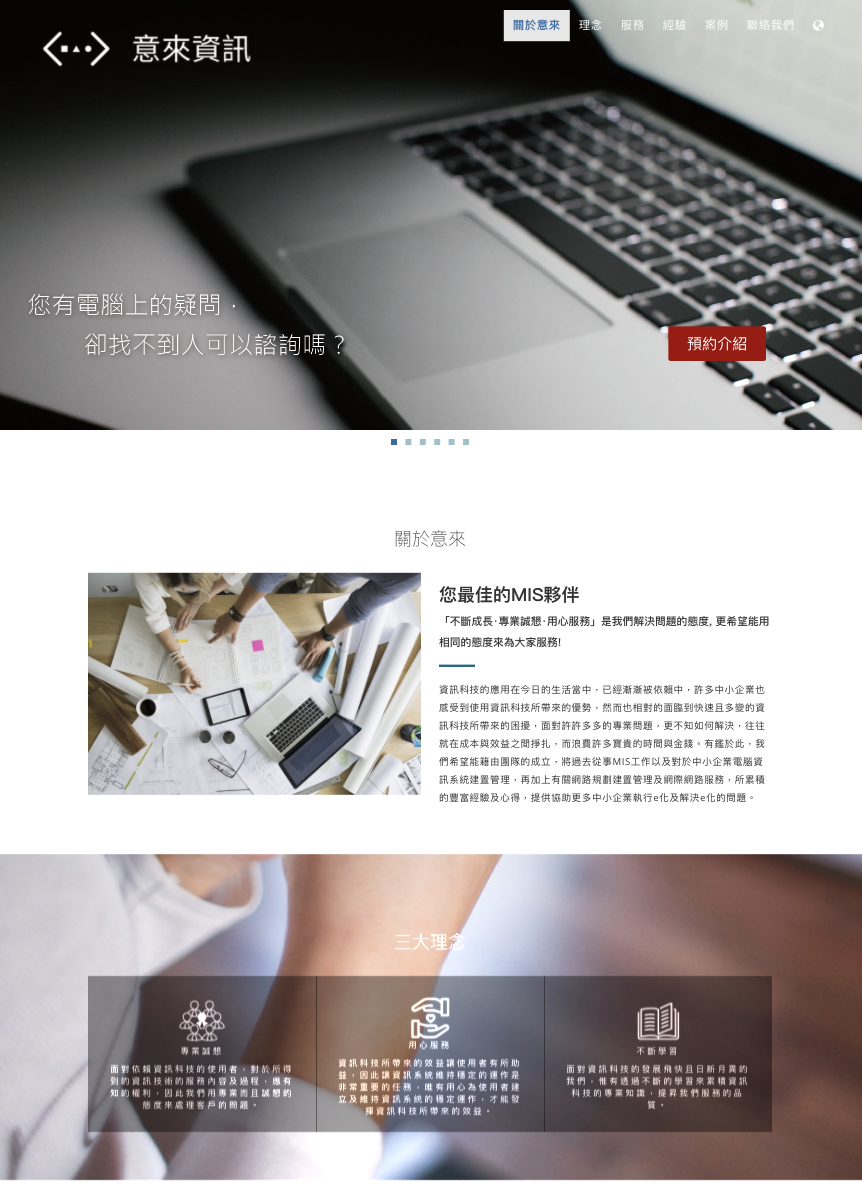 意來資訊
關於意來 理念 服務 經驗 案例 聯絡我們
您有電腦上的疑問，
卻找不到人可以諮詢嗎？
預約介紹
關於意來
您最佳的MIS夥伴
「不斷成長·專業誠懇·用心服務」是我們解決問題的態度, 更希望能用
相同的態度來為大家服務!
資訊科技的應用在今日的生活當中，已經漸漸被依賴中，許多中小企業也
感受到使用資訊科技所帶來的優勢，然而也相對的面臨到快速且多變的資
訊科技所帶來的困擾，面對許許多多的專業問題，更不知如何解決，往往
就在成本與效益之間掙扎，而浪費許多寶貴的時間與金錢。有鑑於此，我
們希望能籍由團隊的成立，將過去從事MIS工作以及對於中小企業電腦資
訊系統建置管理，再加上有關網路規劃建置管理及網際網路服務，所累積
的豐富經驗及心得，提供協助更多中小企業執行e化及解決e化的問題。
三大理念
專業誠懇
面對依賴資訊科技的使用者，對於所得
到的資訊技術的服務內容及過程，應有
知的權利，因此我們用專業而且誠懇的
態度來處理客戶的問題。
用心服務
資訊科技所帶來的效益讓使用者有所助
益，因此讓資訊系統維持穩定的運作是
非常重要的任務，唯有用心為使用者建
立及維持資訊系統的穩定運作，才能發
揮資訊科技所帶來的效益。
不斷學習
面對資訊科技的發展飛快且日新月異的
我們，惟有透過不斷的學習來累積資訊
科技的專業知識，提昇我們服務的品
質。